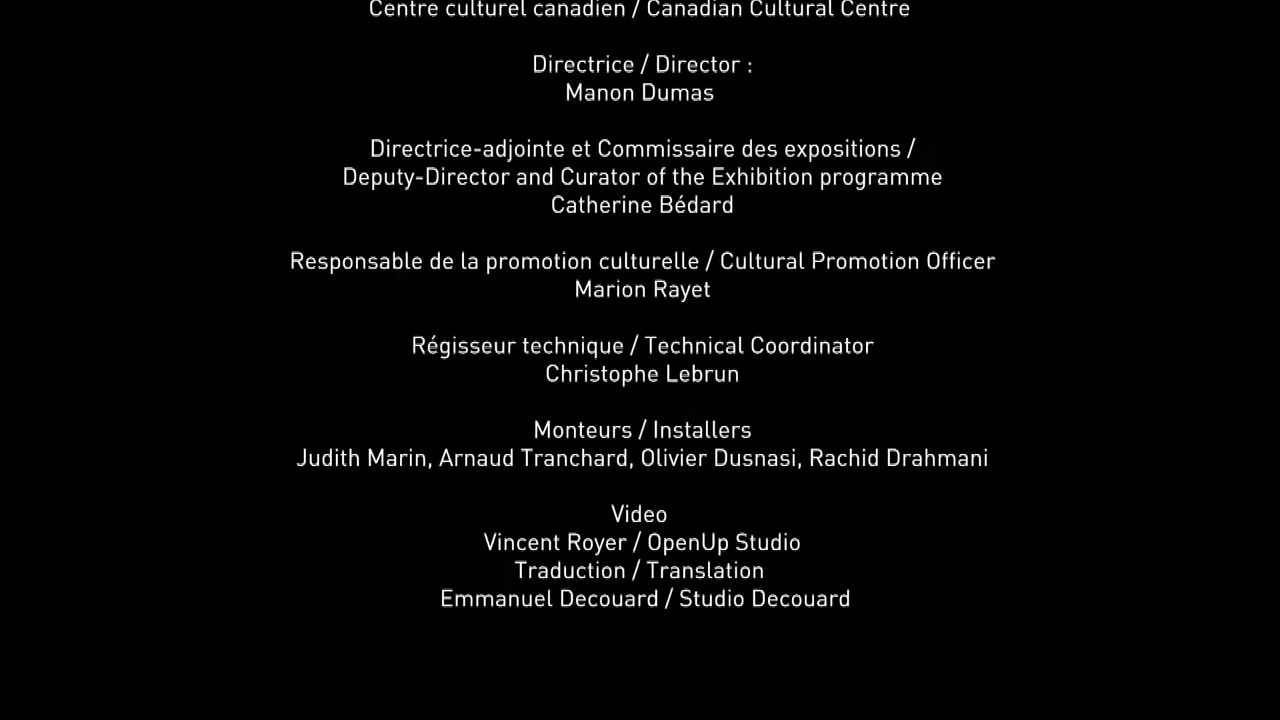 Centre culturel canadien / Canadian Cultural Centre
Directrice / Director :
Manon Dumas
Directrice-adjointe et Commissaire des expositions /
Deputy-Director and Curator of the Exhibition programme
Catherine Bédard
Responsable de la promotion culturelle / Cultural Promotion Officer
Marion Rayet
Régisseur technique / Technical Coordinator
Christophe Lebrun
Monteurs / Installers
Judith Marin, Arnaud Tranchard, Olivier Dusnasi, Rachid Drahmani
Video
Vincent Royer / OpenUp Studio
Traduction / Translation
Emmanuel Decouard / Studio Decouard